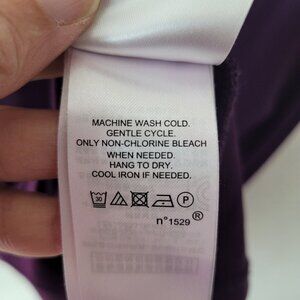 MACHINE WASH COLD.
GENTLE CYCLE.
ONLY NON-CHLORINE BLEACH
WHEN NEEDED.
HANG TO DRY.
COOL IRON IF NEEDED.
30 P
n°1529®